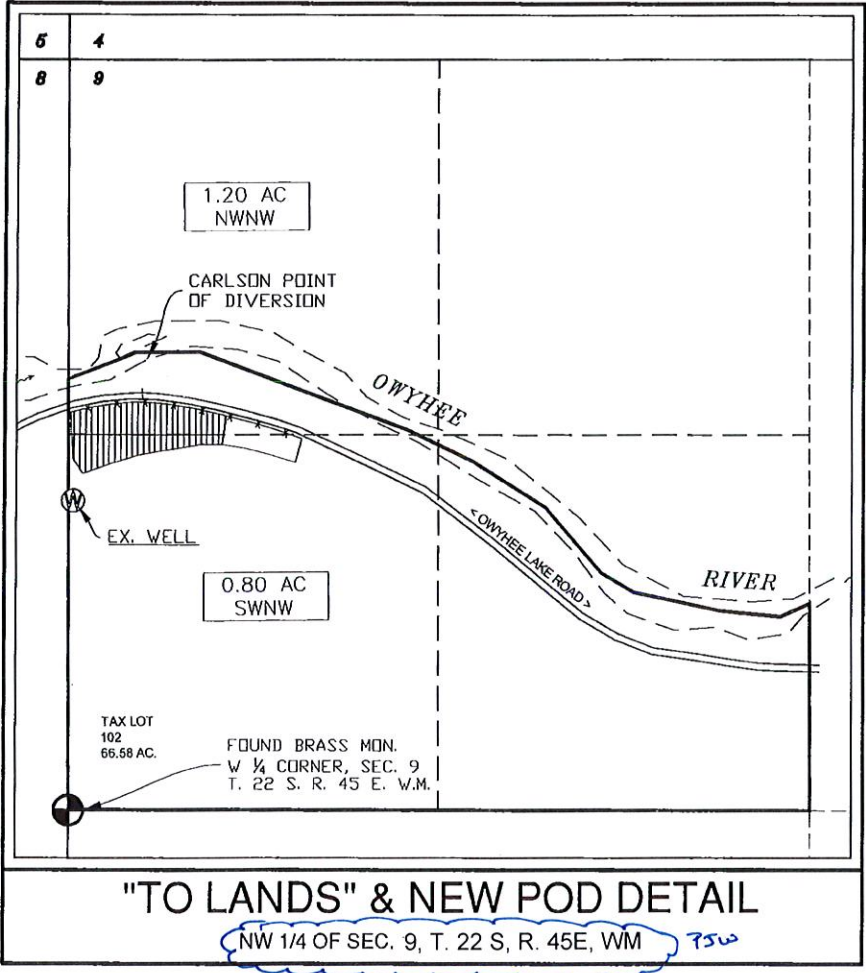 5 4
8 9
1.20 AC
NWNW
CARLSON POINT
OF DIVERSION
OWYHEE
W
EX. WELL
< OWYHEE LAKE ROAD >
RIVER
0.80 AC
SWNW
TAX LOT
102
66.58 AC.
FOUND BRASS MON.
W ¼ CORNER, SEC. 9
T. 22 S. R. 45 E. W.M.
"TO LANDS" & NEW POD DETAIL
NW 1/4 OF SEC. 9, T. 22 S, R. 45E, WM